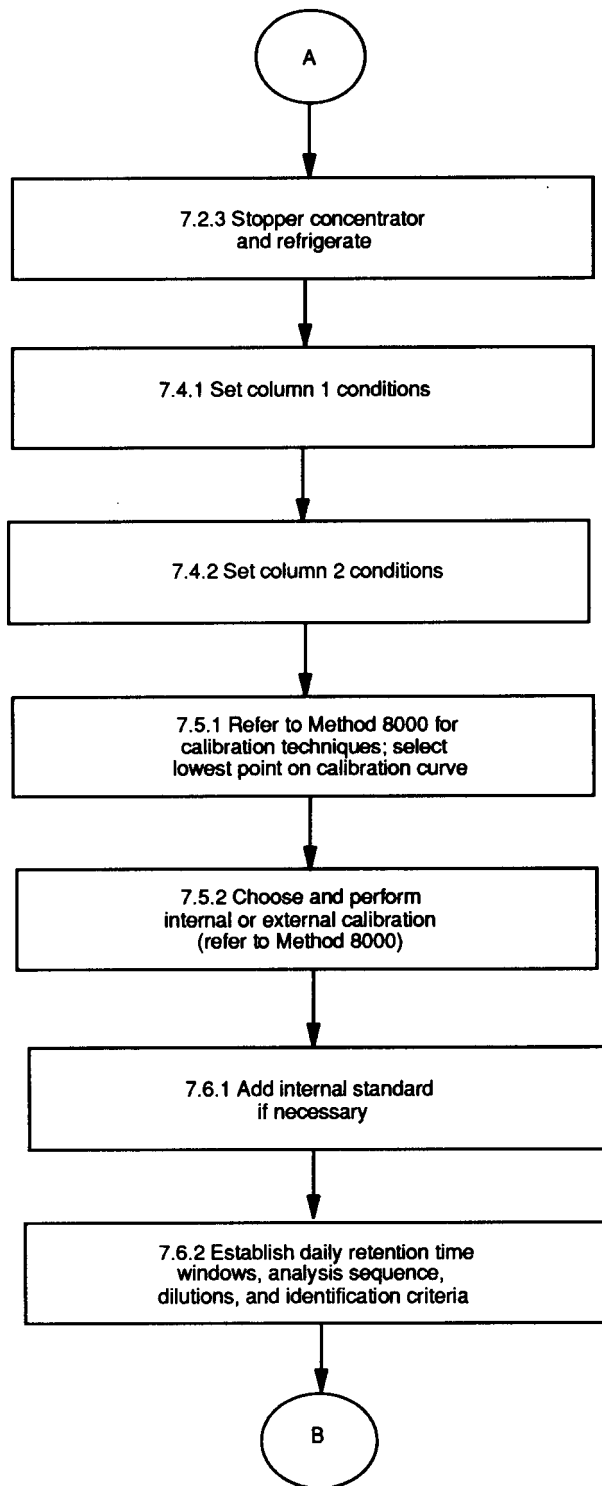 A
7.2.3 Stopper concentrator
and refrigerate
7.4.1 Set column 1 conditions
7.4.2 Set column 2 conditions
7.5.1 Refer to Method 8000 for
calibration techniques; select
lowest point on calibration curve
7.5.2 Choose and perform
internal or external calibration
(refer to Method 8000)
7.6.1 Add internal standard
if necessary
7.6.2 Establish daily retention time
windows, analysis sequence,
dilutions, and identification criteria
B